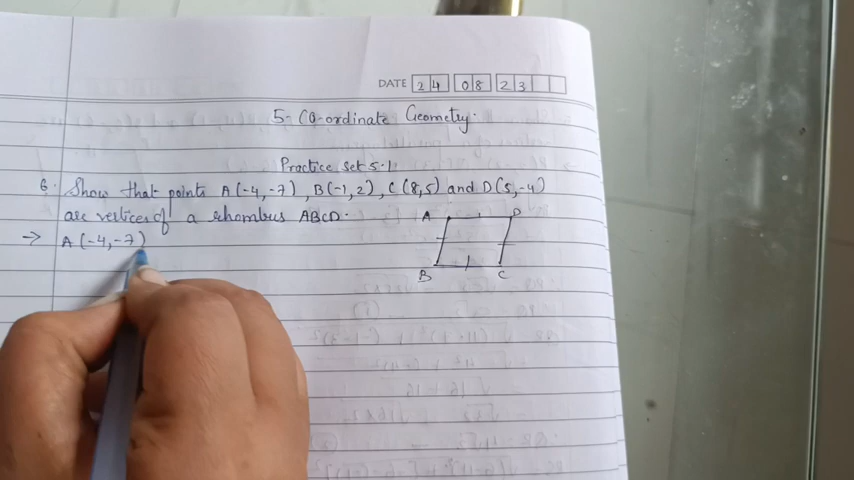 DATE 24 08 23
5-Co-ordinate Geometry.
Practice Set 5.1
6. Show that points A(-4,-7), B(-1,2), C(8,5) and D(5,-4)
are vertices of a rhombus ABCD.
A D
→ A(-4,-7)
B C